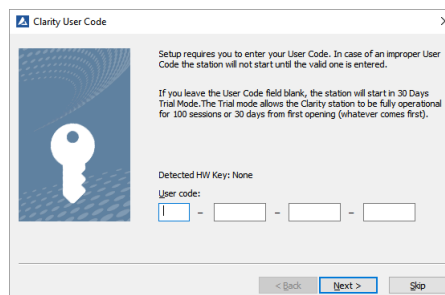 Clarity User Code
Setup requires you to enter your User Code. In case of an improper User
Code the station will not start until the valid one is entered.
If you leave the User Code field blank, the station will start in 30 Days
Trial Mode.The Trial mode allows the Clarity station to be fully operational
for 100 sessions or 30 days from first opening (whatever comes first).
Detected HW Key: None
User code:
– – –
< Back Next > Skip